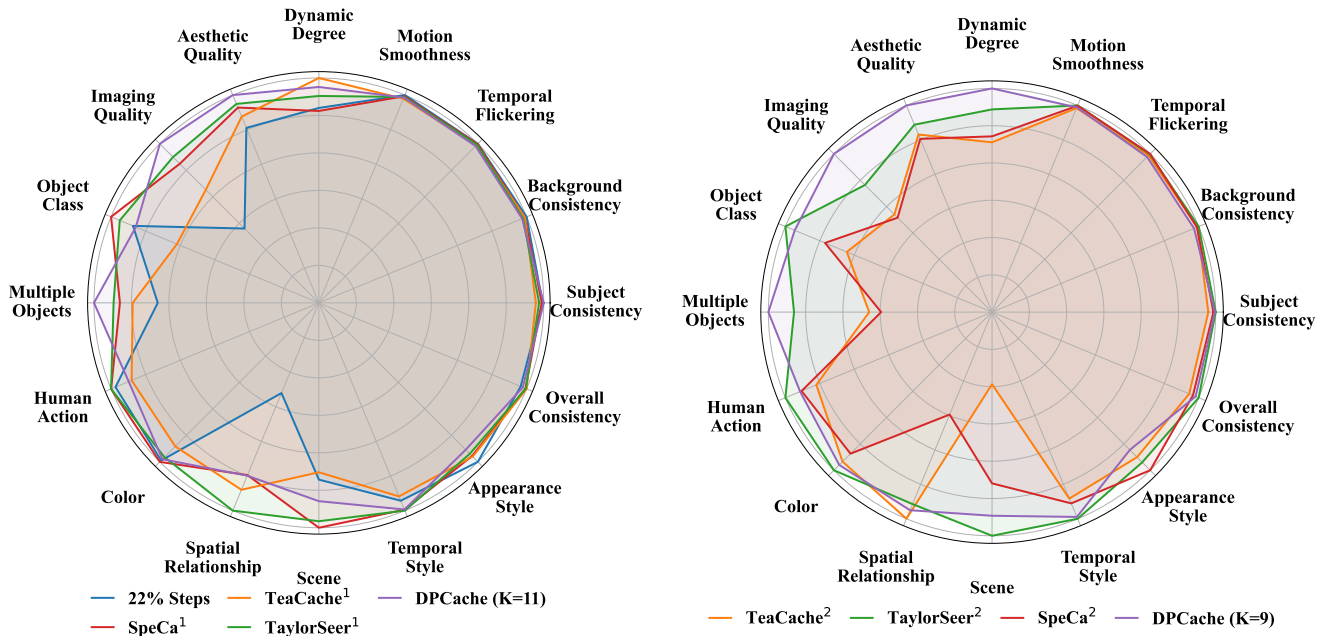 Dynamic
Degree
Motion
Smoothness
Temporal
Flickering
Background
Consistency
Subject
Consistency
Overall
Consistency
Appearance
Style
Temporal
Style
Scene
Spatial
Relationship
Color
Human
Action
Multiple
Objects
Object
Class
Imaging
Quality
Aesthetic
Quality
22% Steps
TeaCache¹
DPCache (K=11)
SpeCa¹
TaylorSeer¹
Dynamic
Degree
Motion
Smoothness
Temporal
Flickering
Background
Consistency
Subject
Consistency
Overall
Consistency
Appearance
Style
Temporal
Style
Scene
Spatial
Relationship
Color
Human
Action
Multiple
Objects
Object
Class
Imaging
Quality
Aesthetic
Quality
TeaCache²
TaylorSeer²
SpeCa²
DPCache (K=9)